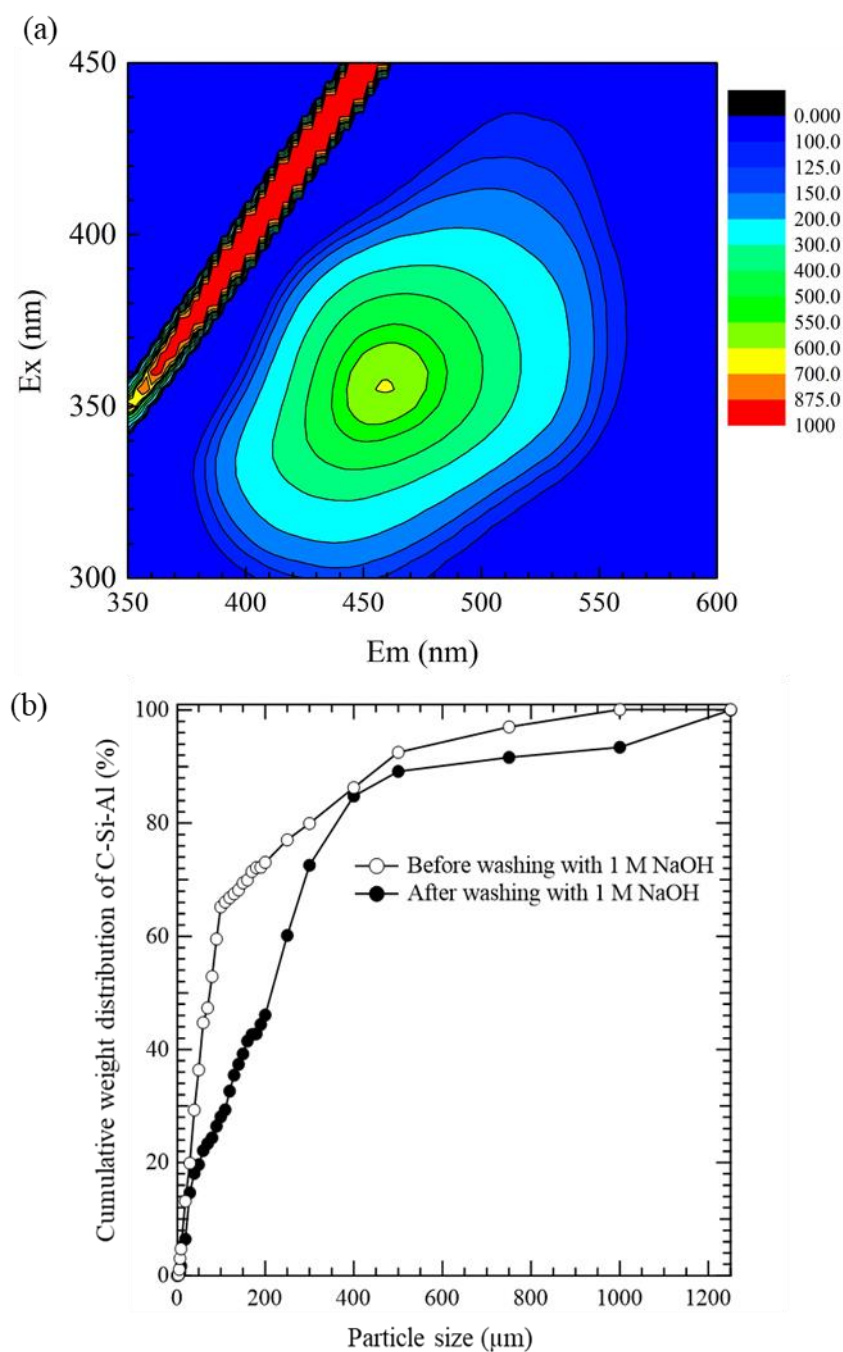 (a)
450
400
350
300
Ex (nm)
350 400 450 500 550 600
Em (nm)
0.000
100.0
125.0
150.0
200.0
300.0
400.0
500.0
550.0
600.0
700.0
875.0
1000
(b)
100
80
60
40
20
0
Cumulative weight distribution of C-Si-Al (%)
Before washing with 1 M NaOH
After washing with 1 M NaOH
0 200 400 600 800 1000 1200
Particle size (μm)